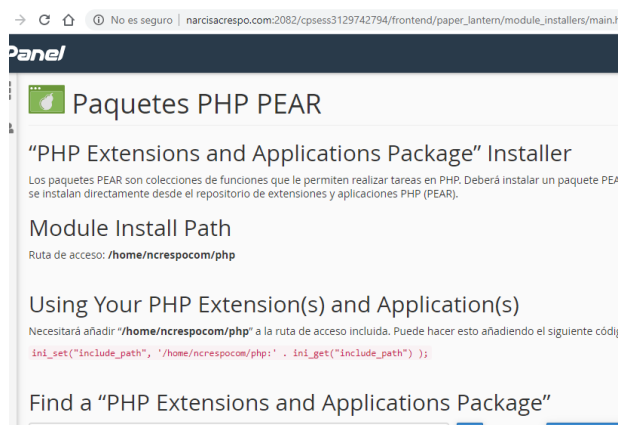 No es seguro | narcisacrespo.com:2082/cpsess3129742794/frontend/paper_lantern/module_installers/main.h
Panel
Paquetes PHP PEAR
“PHP Extensions and Applications Package” Installer
Los paquetes PEAR son colecciones de funciones que le permiten realizar tareas en PHP. Deberá instalar un paquete PEA
se instalan directamente desde el repositorio de extensiones y aplicaciones PHP (PEAR).
Module Install Path
Ruta de acceso: /home/ncrespocom/php
Using Your PHP Extension(s) and Application(s)
Necesitará añadir “/home/ncrespocom/php” a la ruta de acceso incluida. Puede hacer esto añadiendo el siguiente códig
ini_set("include_path", '/home/ncrespocom/php:' . ini_get("include_path") );
Find a “PHP Extensions and Applications Package”